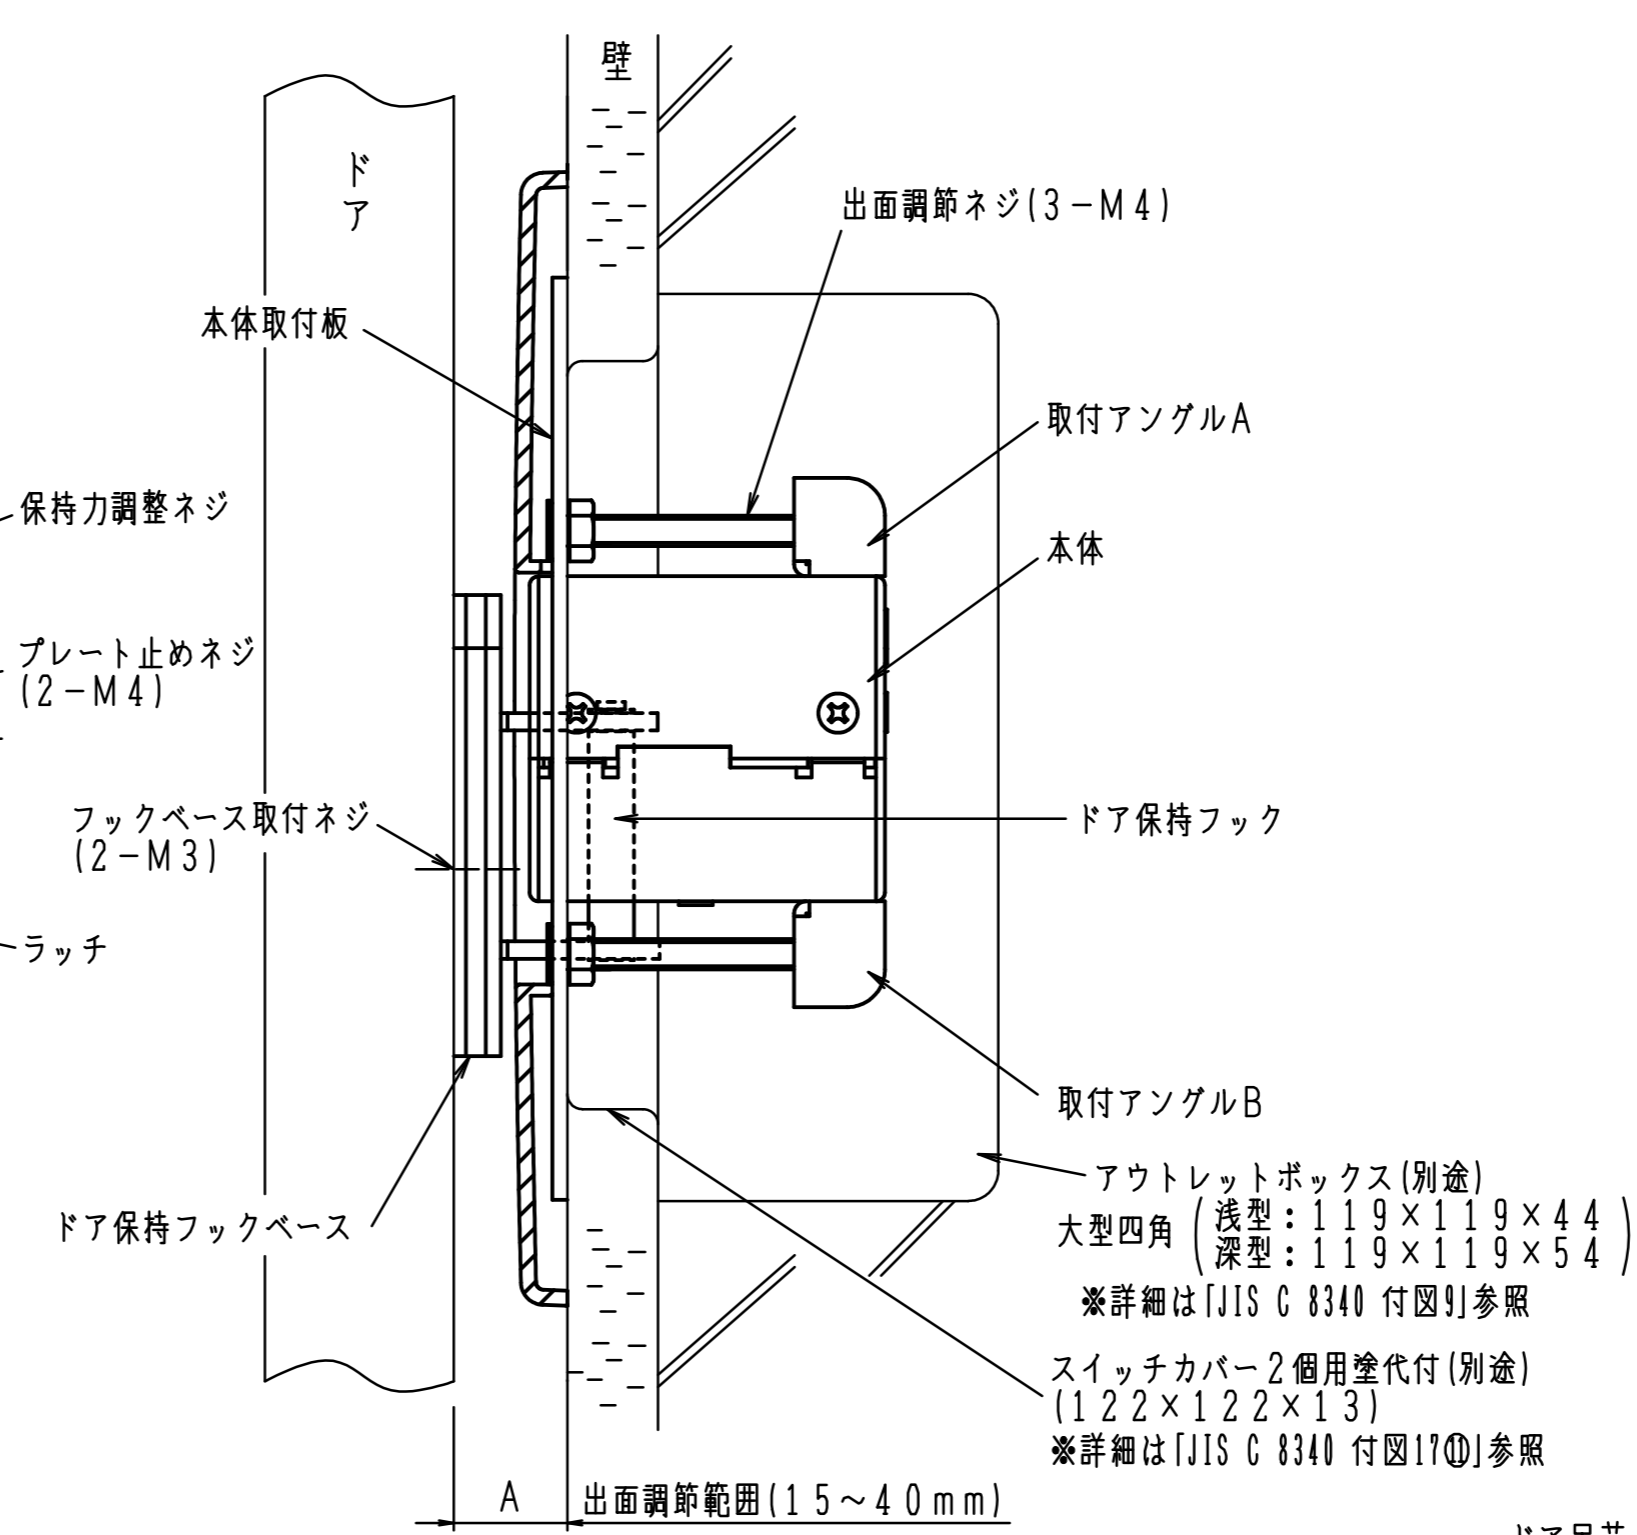 壁
ドア
出面調節ネジ(3-M4)
本体取付板
取付アングルA
保持力調整ネジ
本体
プレート止めネジ
(2-M4)
フックベース取付ネジ
(2-M3)
ドア保持フック
ラッチ
取付アングルB
アウトレットボックス(別途)
大型四角
(浅型:119×119×44
深型:119×119×54)
ドア保持フックベース
※詳細は「JIS C 8340 付図9」参照
スイッチカバー2個用塗代付(別途)
(122×122×13)
※詳細は「JIS C 8340 付図17⑪」参照
A
出面調節範囲(15～40mm)